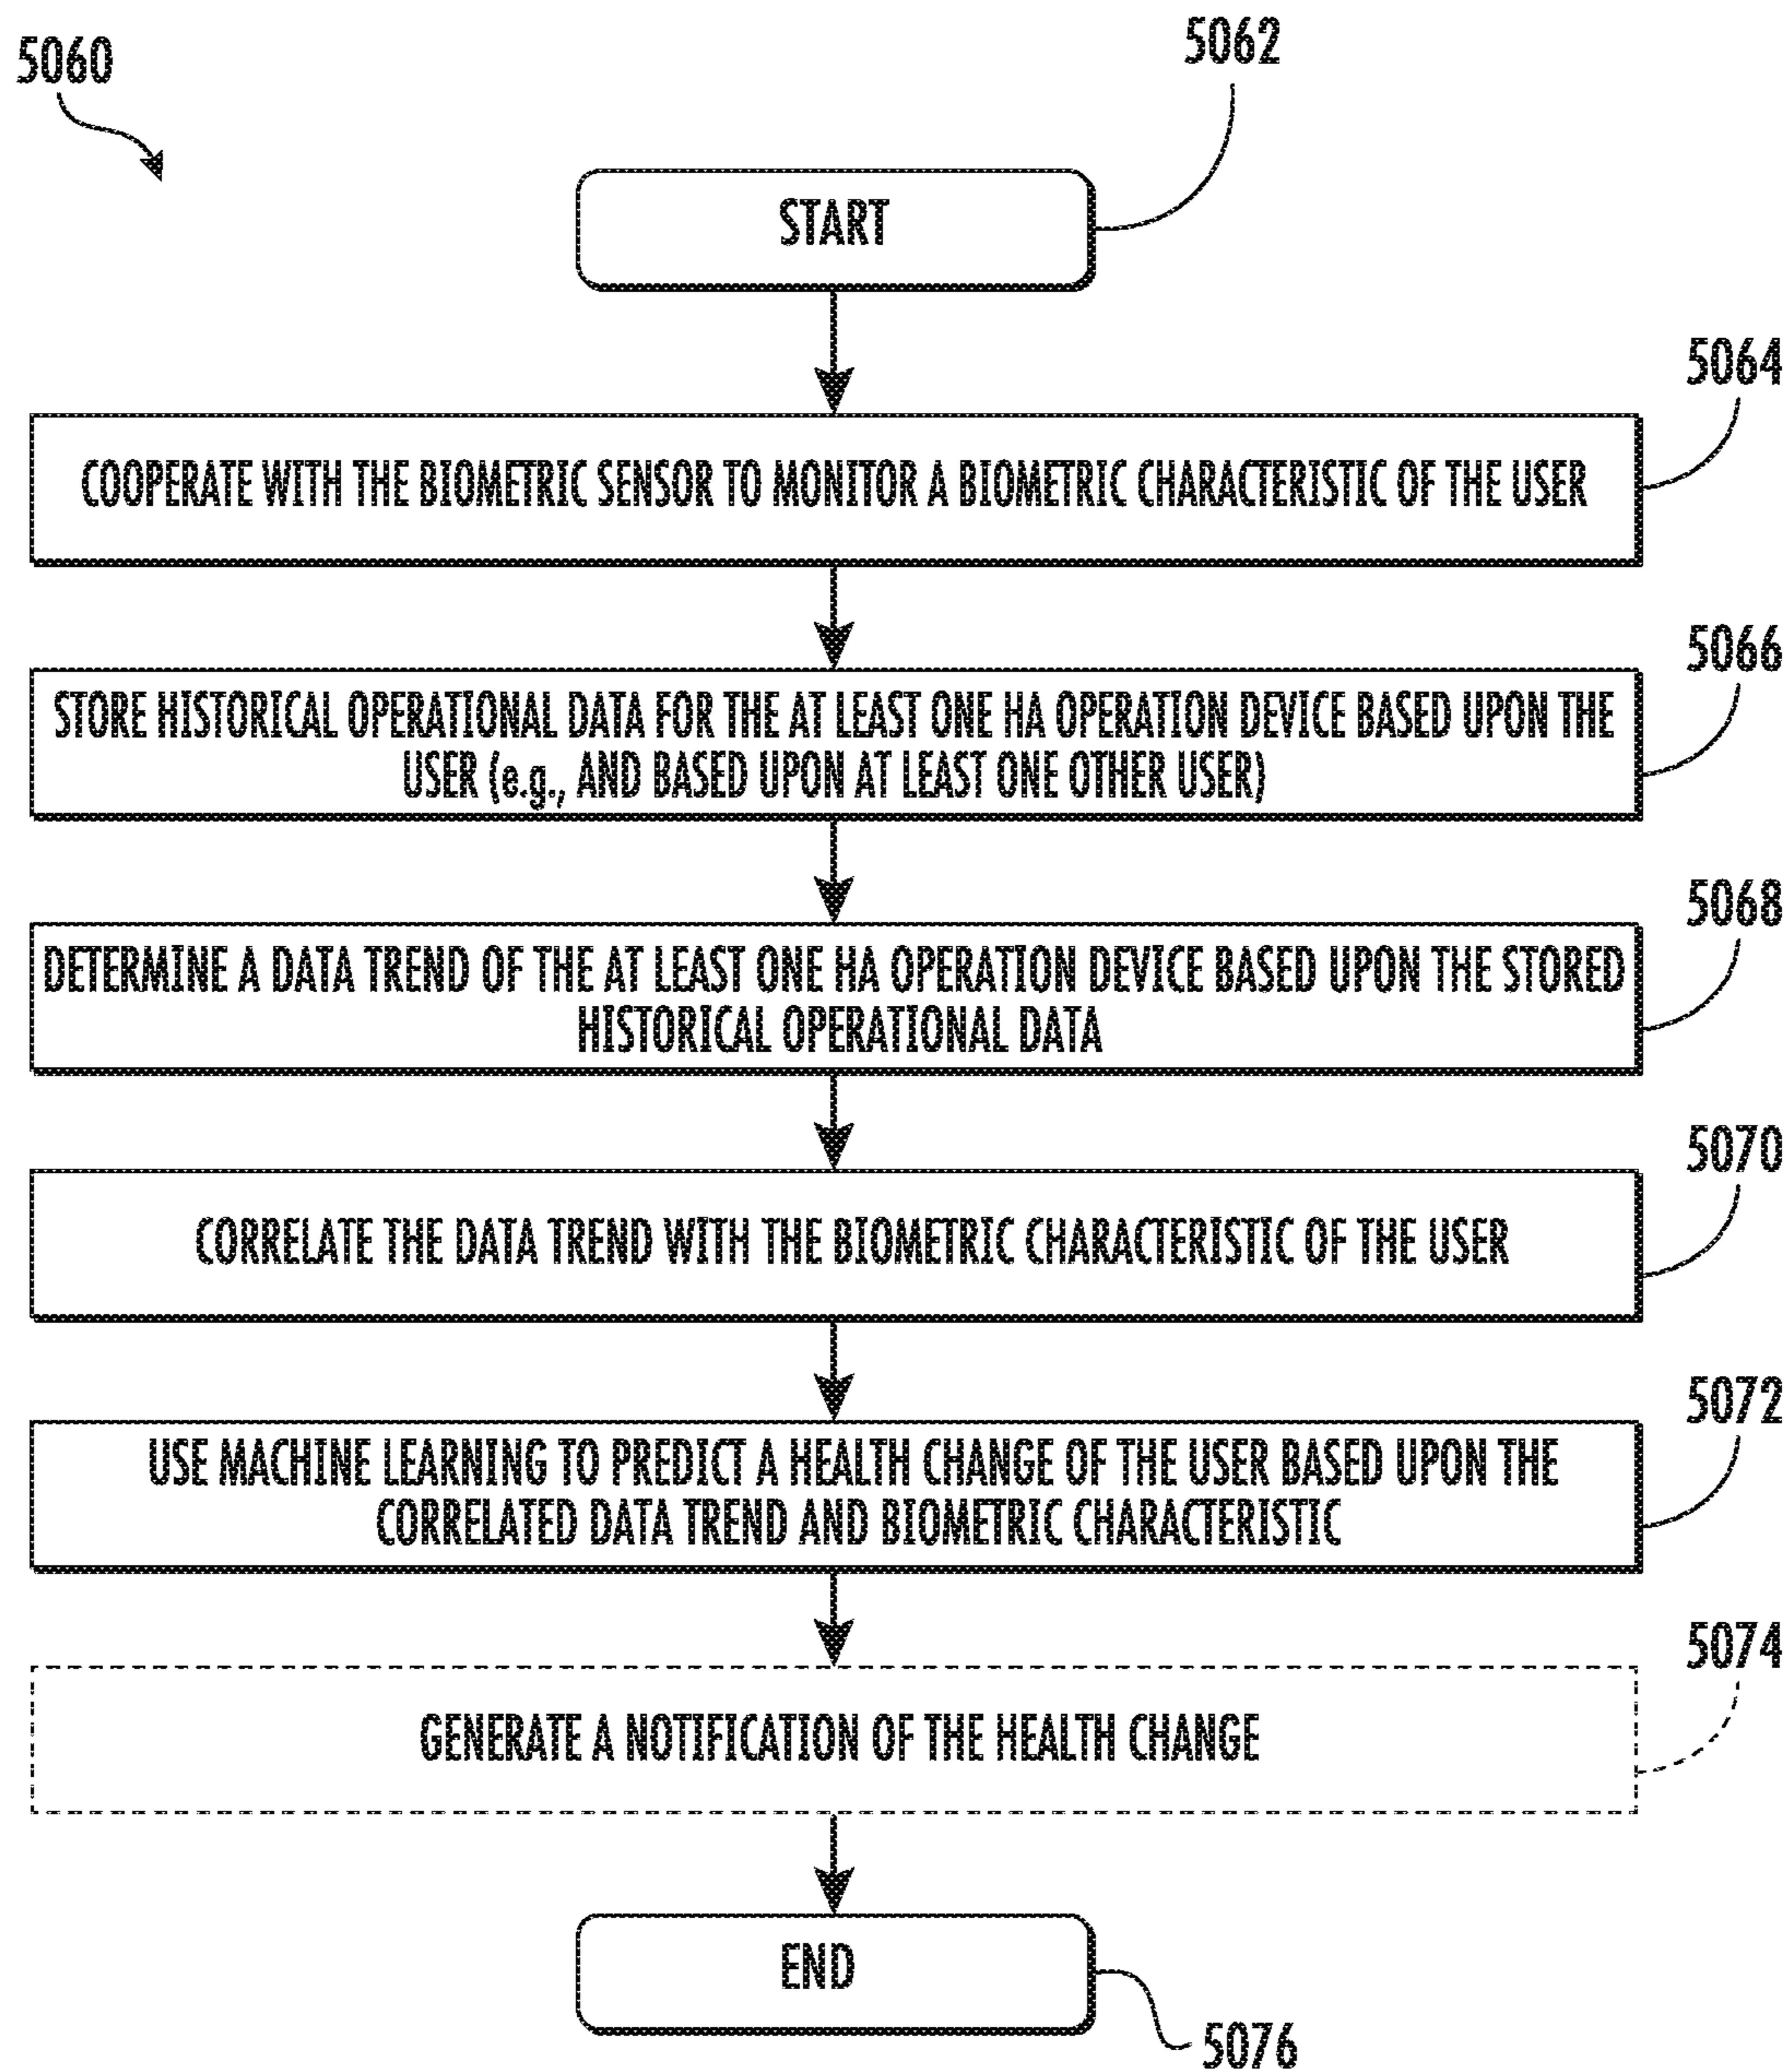 5060
5062
START
5064
COOPERATE WITH THE BIOMETRIC SENSOR TO MONITOR A BIOMETRIC CHARACTERISTIC OF THE USER
5066
STORE HISTORICAL OPERATIONAL DATA FOR THE AT LEAST ONE HA OPERATION DEVICE BASED UPON THE
USER (e.g., AND BASED UPON AT LEAST ONE OTHER USER)
5068
DETERMINE A DATA TREND OF THE AT LEAST ONE HA OPERATION DEVICE BASED UPON THE STORED
HISTORICAL OPERATIONAL DATA
5070
CORRELATE THE DATA TREND WITH THE BIOMETRIC CHARACTERISTIC OF THE USER
5072
USE MACHINE LEARNING TO PREDICT A HEALTH CHANGE OF THE USER BASED UPON THE
CORRELATED DATA TREND AND BIOMETRIC CHARACTERISTIC
5074
GENERATE A NOTIFICATION OF THE HEALTH CHANGE
END
5076